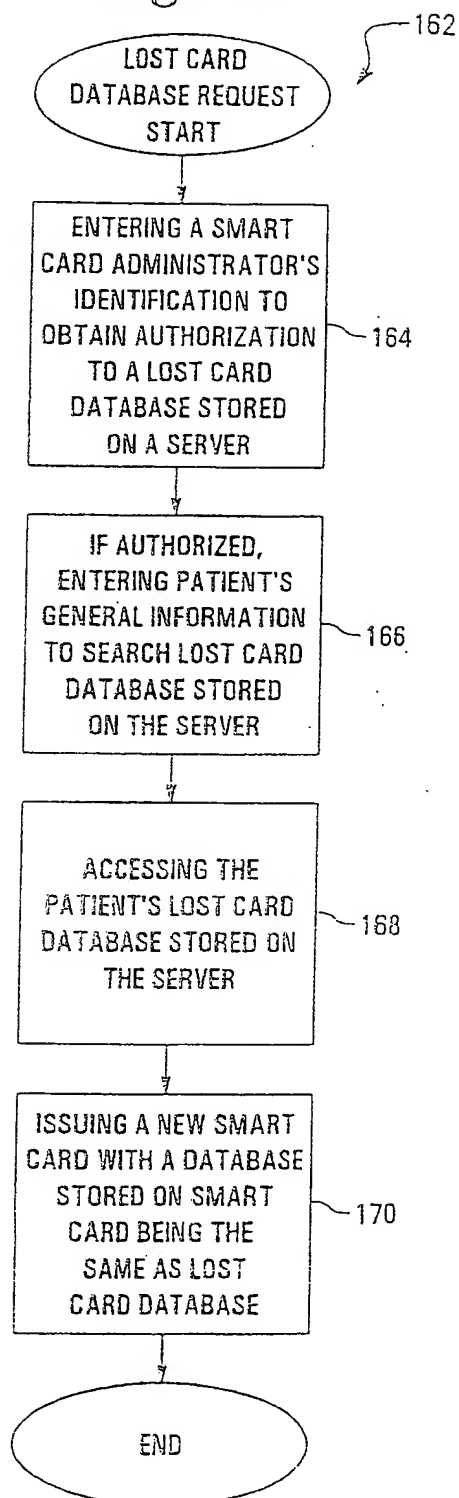 162
LOST CARD
DATABASE REQUEST
START
ENTERING A SMART
CARD ADMINISTRATOR'S
IDENTIFICATION TO
OBTAIN AUTHORIZATION
TO A LOST CARD
DATABASE STORED
ON A SERVER
164
IF AUTHORIZED,
ENTERING PATIENT'S
GENERAL INFORMATION
TO SEARCH LOST CARD
DATABASE STORED
ON THE SERVER
166
ACCESSING THE
PATIENT'S LOST CARD
DATABASE STORED ON
THE SERVER
168
ISSUING A NEW SMART
CARD WITH A DATABASE
STORED ON SMART
CARD BEING THE
SAME AS LOST
CARD DATABASE
170
END